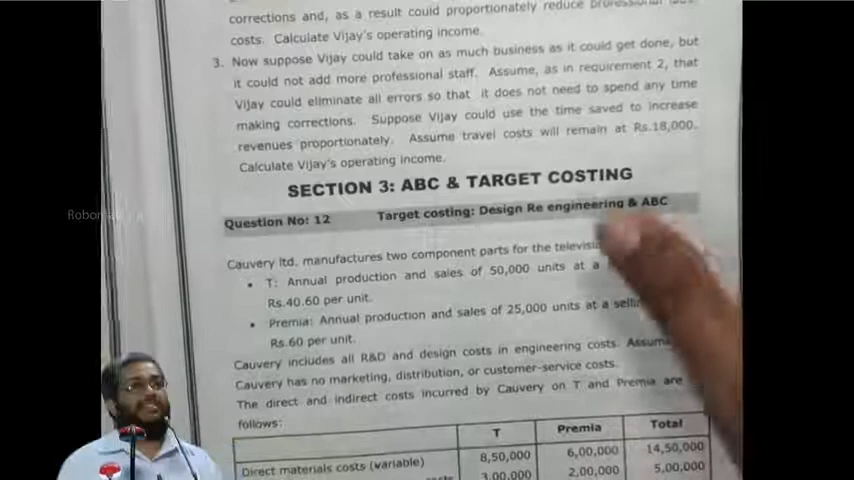 corrections and, as a result could proportionately reduce
costs. Calculate Vijay's operating income.
3. Now suppose Vijay could take on as much business as it could get done, but
it could not add more professional staff. Assume, as in requirement 2, that
Vijay could eliminate all errors so that it does not need to spend any time
making corrections. Suppose Vijay could use the time saved to increase
revenues proportionately. Assume travel costs will remain at Rs.18,000.
Calculate Vijay's operating income.
SECTION 3: ABC & TARGET COSTING
Question No: 12 Target costing: Design Re engineering & ABC
Cauvery ltd. manufactures two component parts for the
• T: Annual production and sales of 50,000 units at a
Rs.40.60 per unit.
• Premia: Annual production and sales of 25,000 units at a
Rs.60 per unit.
Cauvery includes all R&D and design costs in engineering costs.
Cauvery has no marketing, distribution, or customer-service costs.
The direct and indirect costs incurred by Cauvery on T and Premia are
follows:
T Premia Total
Direct materials costs (variable) 8,50,000 6,00,000 14,50,000
3,00,000 2,00,000 5,00,000